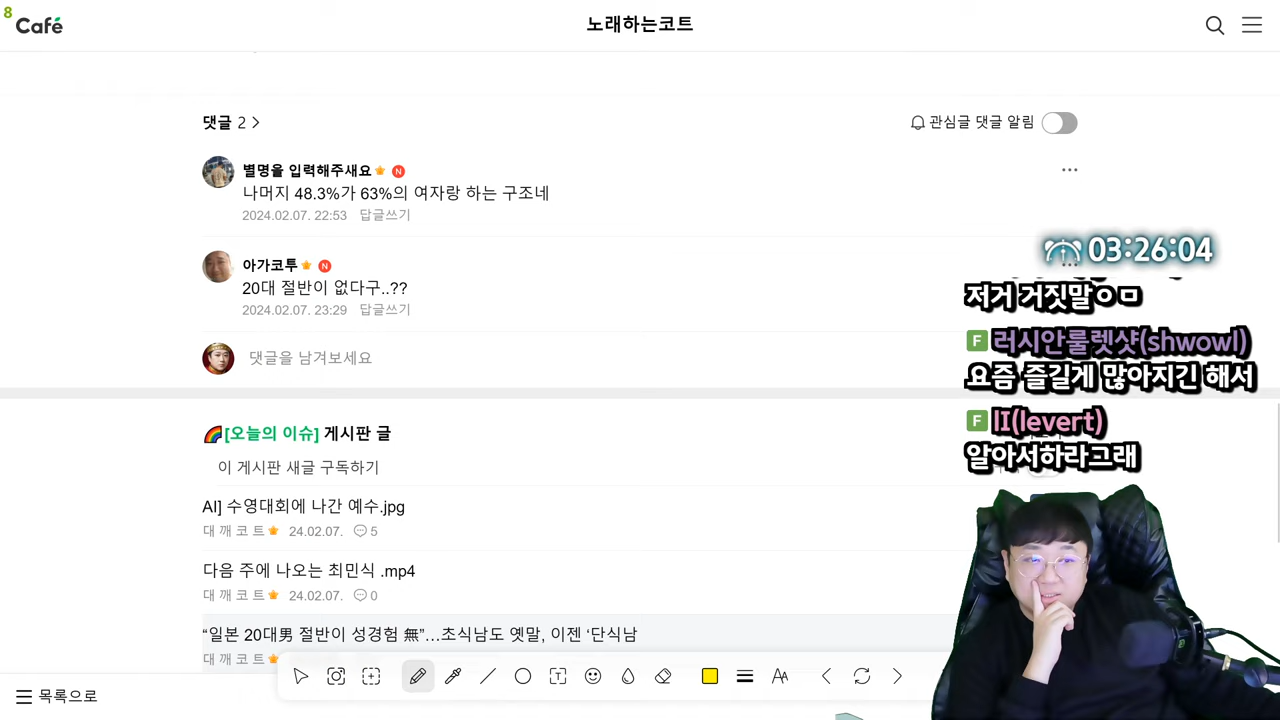 8
Café
노래하는코트
댓글 2
관심글 댓글 알림
별명을 입력해주새요 N
나머지 48.3%가 63%의 여자랑 하는 구조네
2024.02.07. 22:53 답글쓰기
03:26:04
아가코투 N
20대 절반이 없다구..??
2024.02.07. 23:29 답글쓰기
저거 거짓말ㅇㅁ
F 러시안룰렛샷(shwowl)
요즘 즐길게 많아지긴 해서
댓글을 남겨보세요
F lI(levert)
알아서하라그래
[오늘의 이슈] 게시판 글
이 게시판 새글 구독하기
AI] 수영대회에 나간 예수.jpg
대 깨 코 트 24.02.07. 5
다음 주에 나오는 최민식 .mp4
대 깨 코 트 24.02.07. 0
“일본 20대男 절반이 성경험 無”…초식남도 옛말, 이젠 ‘단식남
대 깨 코 트
T
AA
목록으로